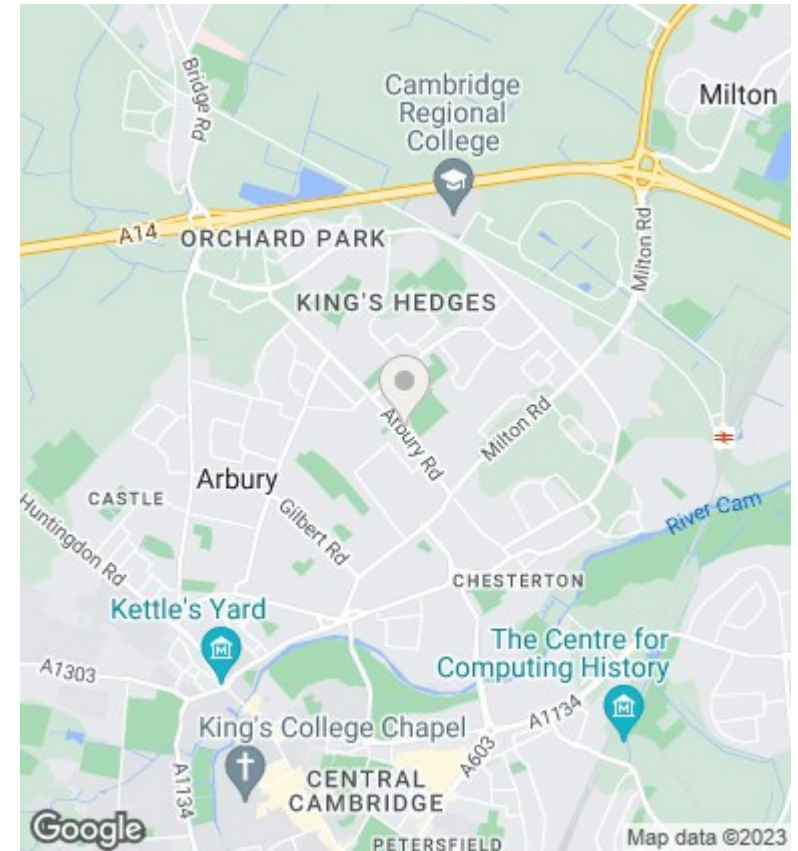 Bridge Rd
Cambridge
Regional
College
Milton
A14
ORCHARD PARK
Milton Rd
KING'S HEDGES
Arbury Rd
Milton Rd
Arbury
CASTLE
Gilbert Rd
Huntingdon Rd
River Cam
CHESTERTON
Kettle's Yard
The Centre for
Computing History
A1303
King's College Chapel
A1134
A603
A1134
CENTRAL
CAMBRIDGE
PETERSFIELD
Google
Map data ©2023